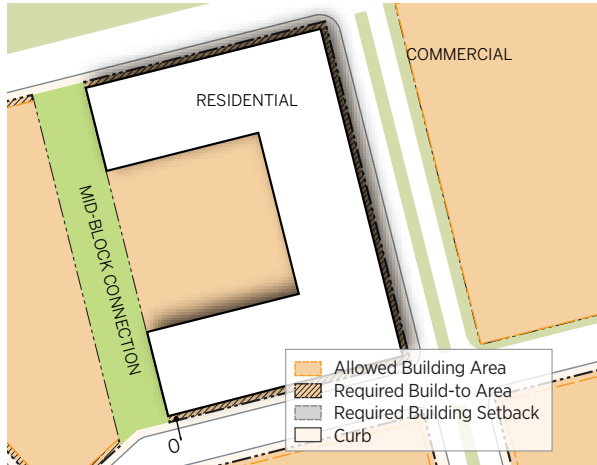 COMMERCIAL
RESIDENTIAL
MID-BLOCK CONNECTION
Allowed Building Area
Required Build-to Area
Required Building Setback
Curb
0